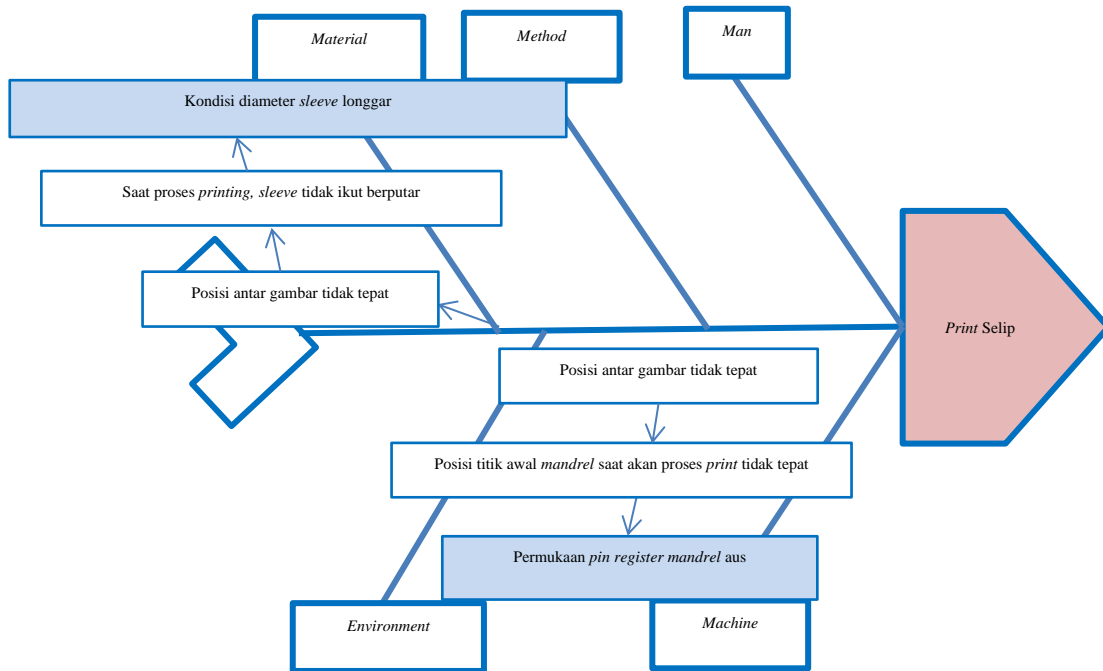 Material
Method
Man
Kondisi diameter sleeve longgar
Saat proses printing, sleeve tidak ikut berputar
Posisi antar gambar tidak tepat
Print Selip
Posisi antar gambar tidak tepat
Posisi titik awal mandrel saat akan proses print tidak tepat
Permukaan pin register mandrel aus
Environment
Machine